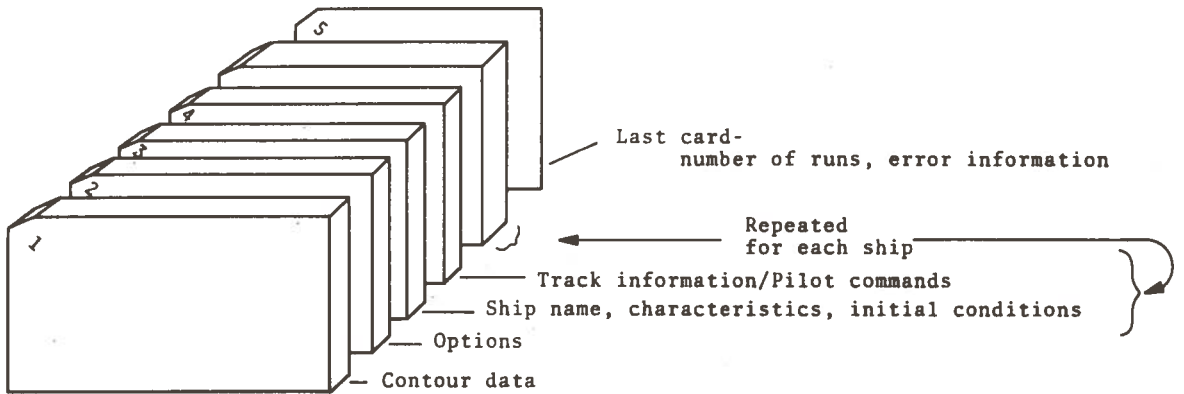 5
4
3
2
1
Last card-
number of runs, error information
Repeated
for each ship
Track information/Pilot commands
Ship name, characteristics, initial conditions
Options
Contour data